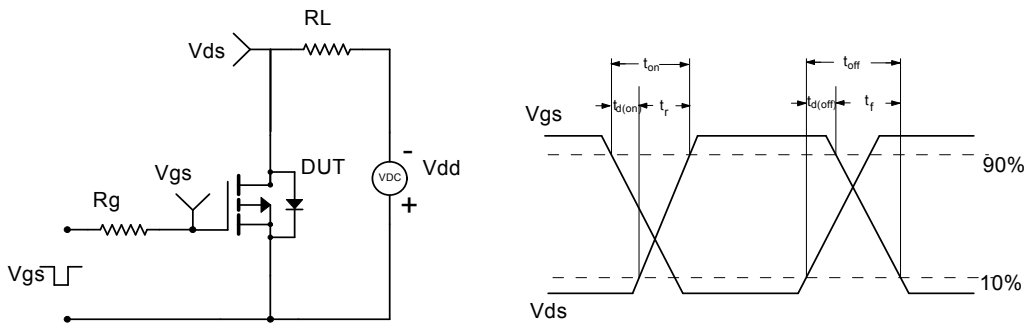 RL
Vds
Vgs
DUT
VDC
-
+
Vdd
Rg
Vgs
ton
toff
td(on)
tr
td(off)
tf
Vgs
90%
10%
Vds